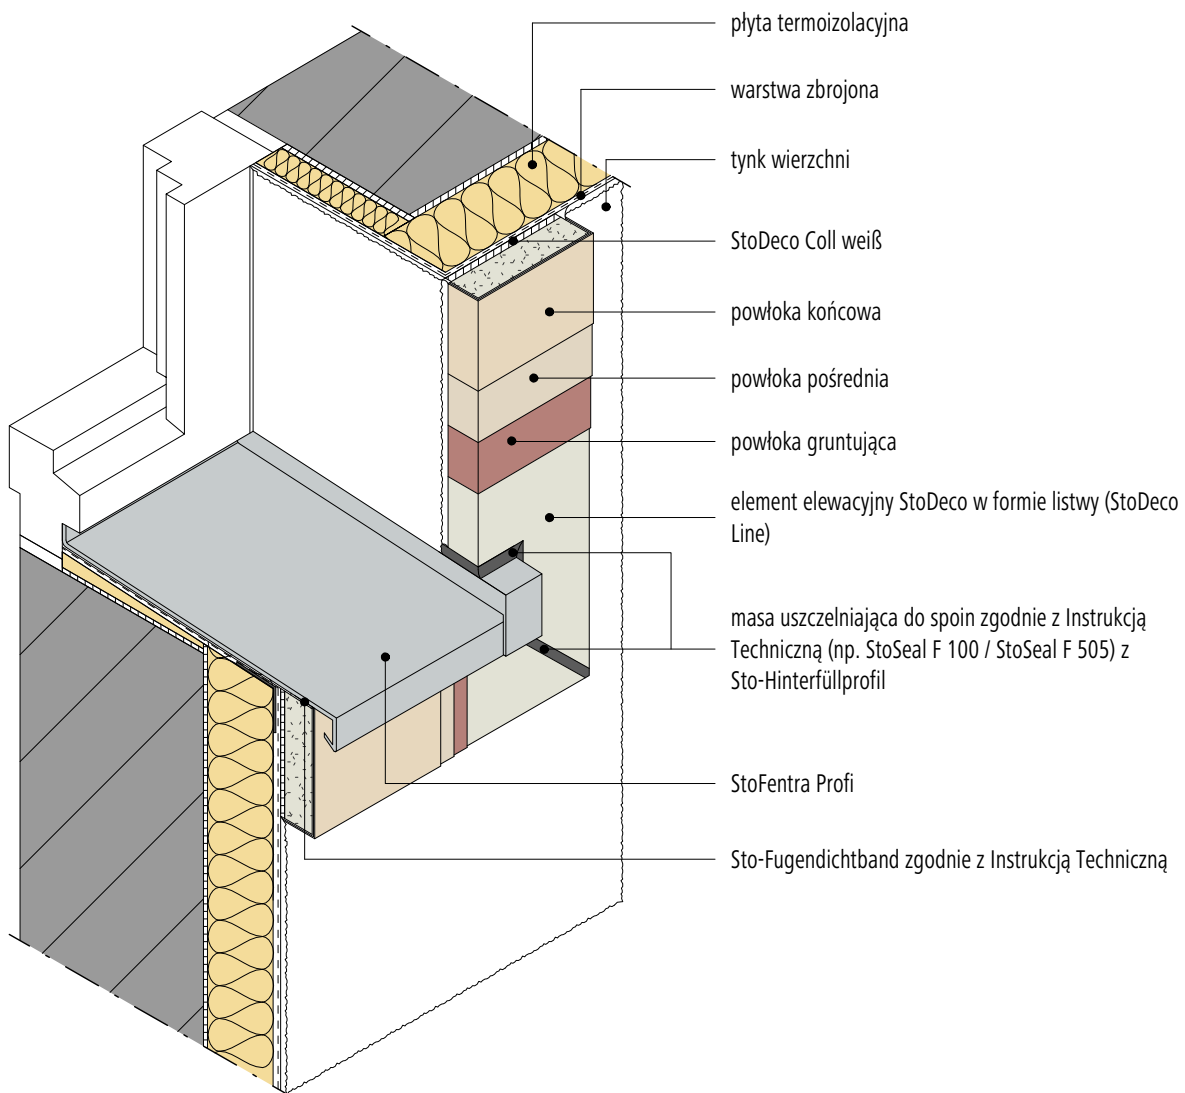 płyta termoizolacyjna
warstwa zbrojona
tynk wierzchni
StoDeco Coll weiß
powłoka końcowa
powłoka pośrednia
powłoka gruntująca
element elewacyjny StoDeco w formie listwy (StoDeco
Line)
masa uszczelniająca do spoin zgodnie z Instrukcją
Techniczną (np. StoSeal F 100 / StoSeal F 505) z
Sto-Hinterfüllprofil
StoFentra Profi
Sto-Fugendichtband zgodnie z Instrukcją Techniczną